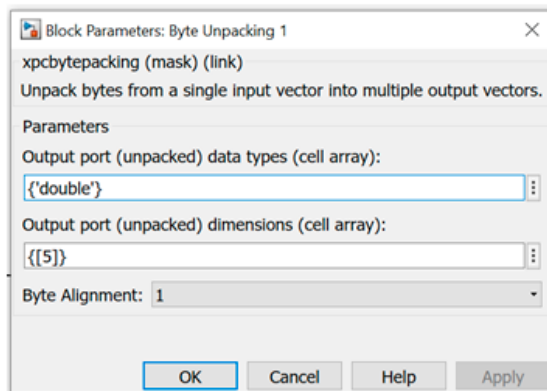 Block Parameters: Byte Unpacking 1
xpcbytepacking (mask) (link)
Unpack bytes from a single input vector into multiple output vectors.
Parameters
Output port (unpacked) data types (cell array):
{'double'}
Output port (unpacked) dimensions (cell array):
{[5]}
Byte Alignment: 1
OK Cancel Help Apply